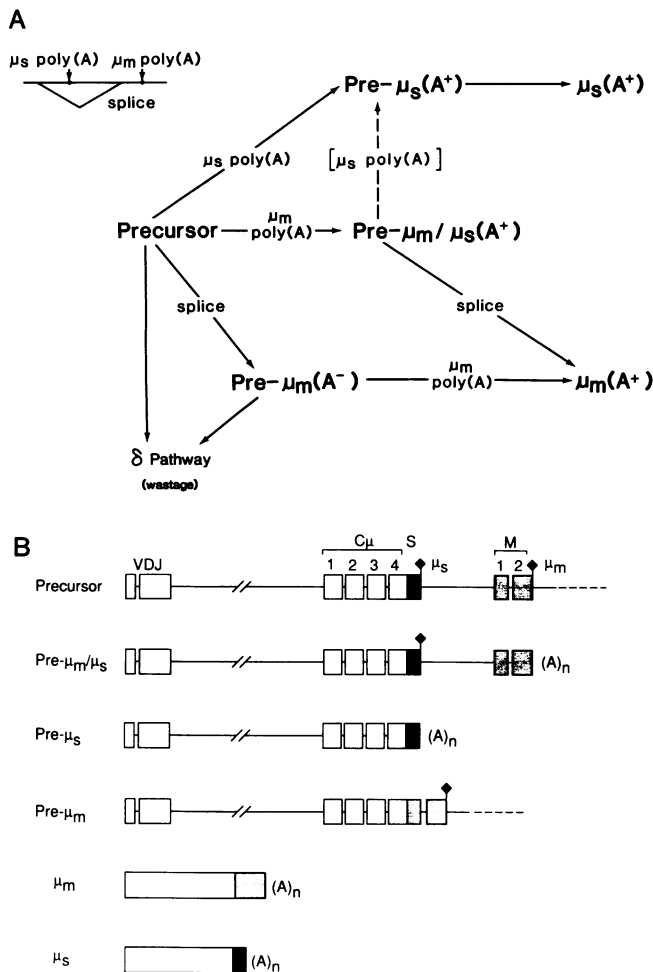 A
μs poly(A) μm poly(A)
splice
Pre-μs(A+) μs(A+)
μs poly(A) [μs poly(A)]
Precursor μm poly(A) Pre-μm/μs(A+)
splice splice
Pre-μm(A−) μm poly(A) μm(A+)
δ Pathway
(wastage)
B
Cμ S M
VDJ 1 2 3 4 μs 1 2 μm
Precursor
Pre-μm/μs (A)n
Pre-μs (A)n
Pre-μm
μm (A)n
μs (A)n